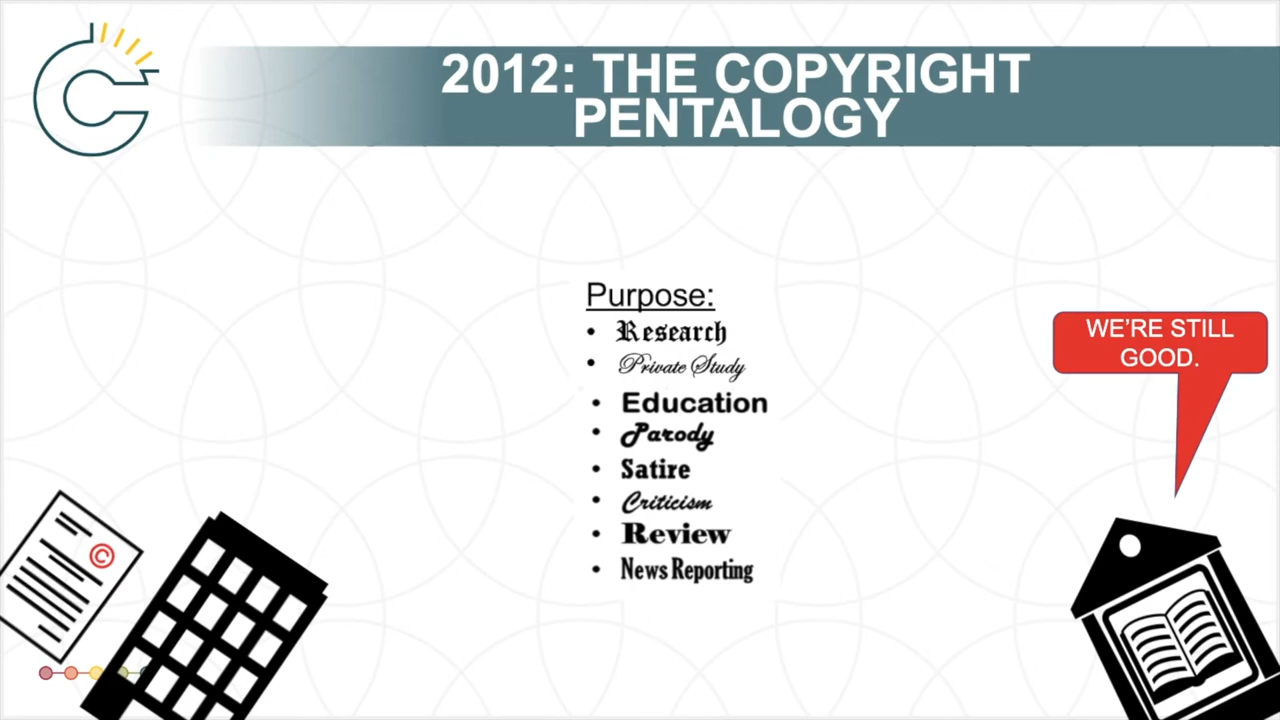 2012: THE COPYRIGHT
PENTALOGY
Purpose:
• Research
• Private Study
• Education
• Parody
• Satire
• Criticism
• Review
• News Reporting
WE'RE STILL
GOOD.
©